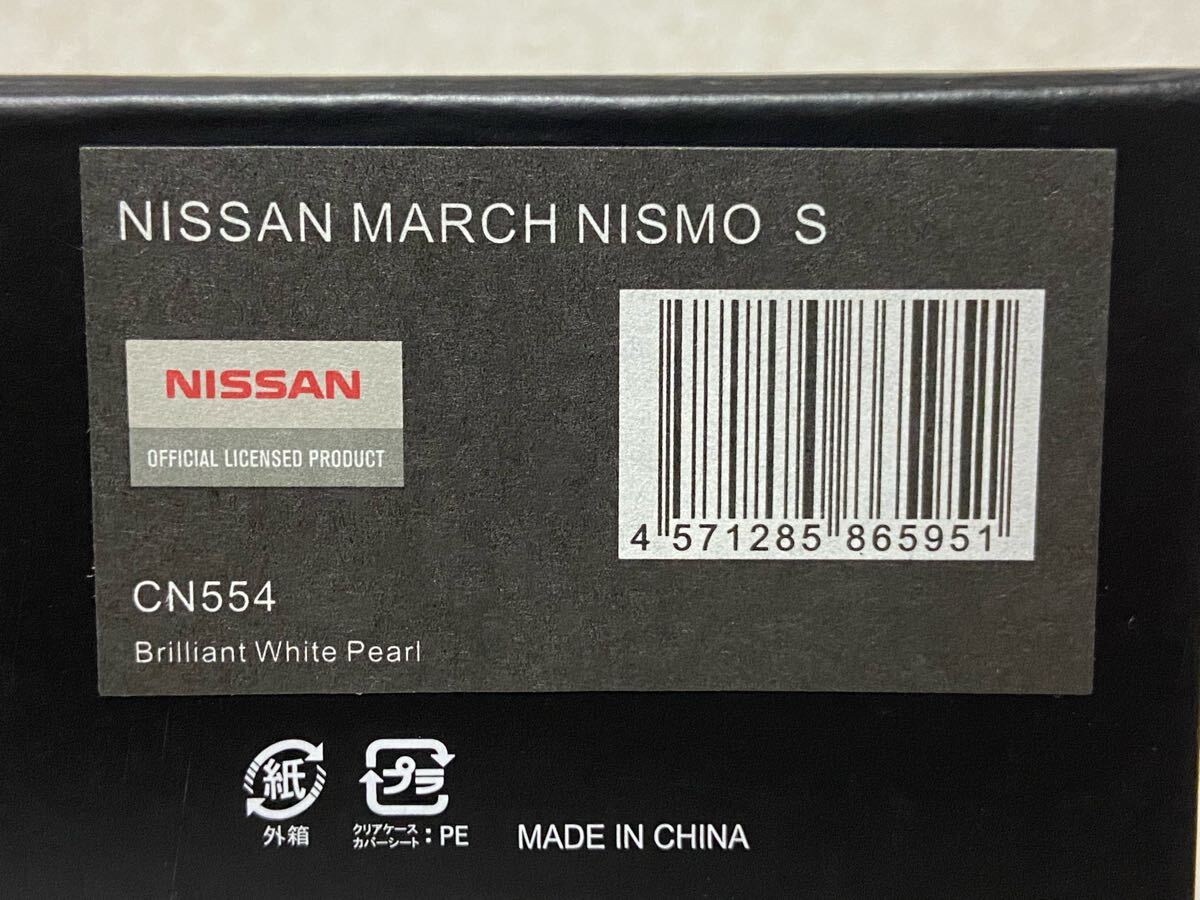 NISSAN MARCH NISMO S
NISSAN
OFFICIAL LICENSED PRODUCT
4 571285 865951
CN554
Brilliant White Pearl
紙
外箱
プラ
クリアケース
カバーシート：PE
MADE IN CHINA